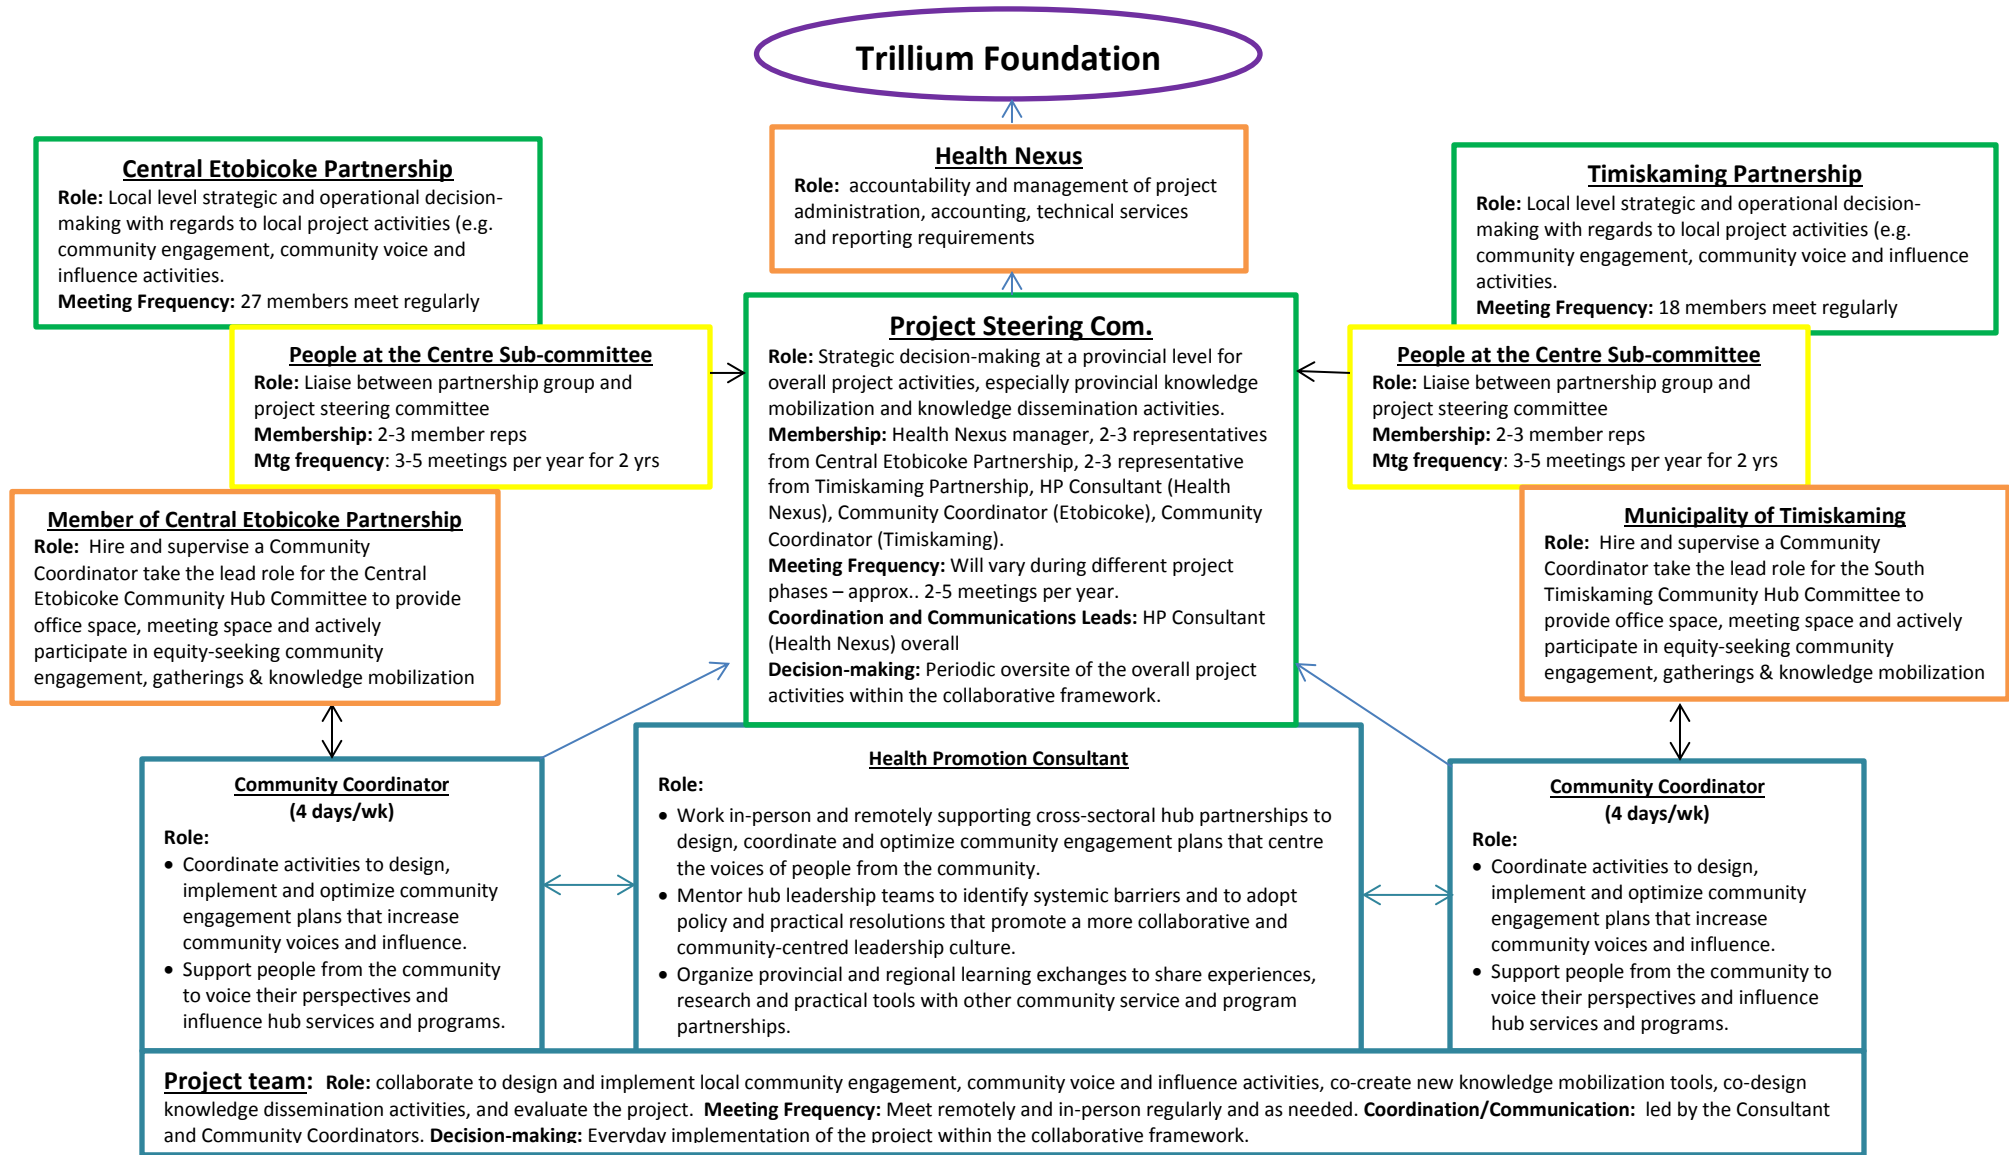 Trillium Foundation
Central Etobicoke Partnership
Role: Local level strategic and operational decision-
making with regards to local project activities (e.g.
community engagement, community voice and
influence activities.
Meeting Frequency: 27 members meet regularly
Health Nexus
Role:  accountability and management of project
administration, accounting, technical services
and reporting requirements
Timiskaming Partnership
Role: Local level strategic and operational decision-
making with regards to local project activities (e.g.
community engagement, community voice and influence
activities.
Meeting Frequency: 18 members meet regularly
People at the Centre Sub-committee
Role: Liaise between partnership group and
project steering committee
Membership: 2-3 member reps
Mtg frequency: 3-5 meetings per year for 2 yrs
Project Steering Com.
Role: Strategic decision-making at a provincial level for
overall project activities, especially provincial knowledge
mobilization and knowledge dissemination activities.
Membership: Health Nexus manager, 2-3 representatives
from Central Etobicoke Partnership, 2-3 representative
from Timiskaming Partnership, HP Consultant (Health
Nexus), Community Coordinator (Etobicoke), Community
Coordinator (Timiskaming).
Meeting Frequency: Will vary during different project
phases – approx.. 2-5 meetings per year.
Coordination and Communications Leads: HP Consultant
(Health Nexus) overall
Decision-making: Periodic oversite of the overall project
activities within the collaborative framework.
People at the Centre Sub-committee
Role: Liaise between partnership group and
project steering committee
Membership: 2-3 member reps
Mtg frequency: 3-5 meetings per year for 2 yrs
Member of Central Etobicoke Partnership
Role:  Hire and supervise a Community
Coordinator take the lead role for the Central
Etobicoke Community Hub Committee to provide
office space, meeting space and actively
participate in equity-seeking community
engagement, gatherings & knowledge mobilization
Municipality of Timiskaming
Role:  Hire and supervise a Community
Coordinator take the lead role for the South
Timiskaming Community Hub Committee to
provide office space, meeting space and actively
participate in equity-seeking community
engagement, gatherings & knowledge mobilization
Community Coordinator
(4 days/wk)
Role:
• Coordinate activities to design,
implement and optimize community
engagement plans that increase
community voices and influence.
• Support people from the community
to voice their perspectives and
influence hub services and programs.
Health Promotion Consultant
Role:
• Work in-person and remotely supporting cross-sectoral hub partnerships to
design, coordinate and optimize community engagement plans that centre
the voices of people from the community.
• Mentor hub leadership teams to identify systemic barriers and to adopt
policy and practical resolutions that promote a more collaborative and
community-centred leadership culture.
• Organize provincial and regional learning exchanges to share experiences,
research and practical tools with other community service and program
partnerships.
Community Coordinator
(4 days/wk)
Role:
• Coordinate activities to design,
implement and optimize community
engagement plans that increase
community voices and influence.
• Support people from the community to
voice their perspectives and influence
hub services and programs.
Project team:  Role: collaborate to design and implement local community engagement, community voice and influence activities, co-create new knowledge mobilization tools, co-design
knowledge dissemination activities, and evaluate the project.  Meeting Frequency: Meet remotely and in-person regularly and as needed. Coordination/Communication:  led by the Consultant
and Community Coordinators. Decision-making: Everyday implementation of the project within the collaborative framework.